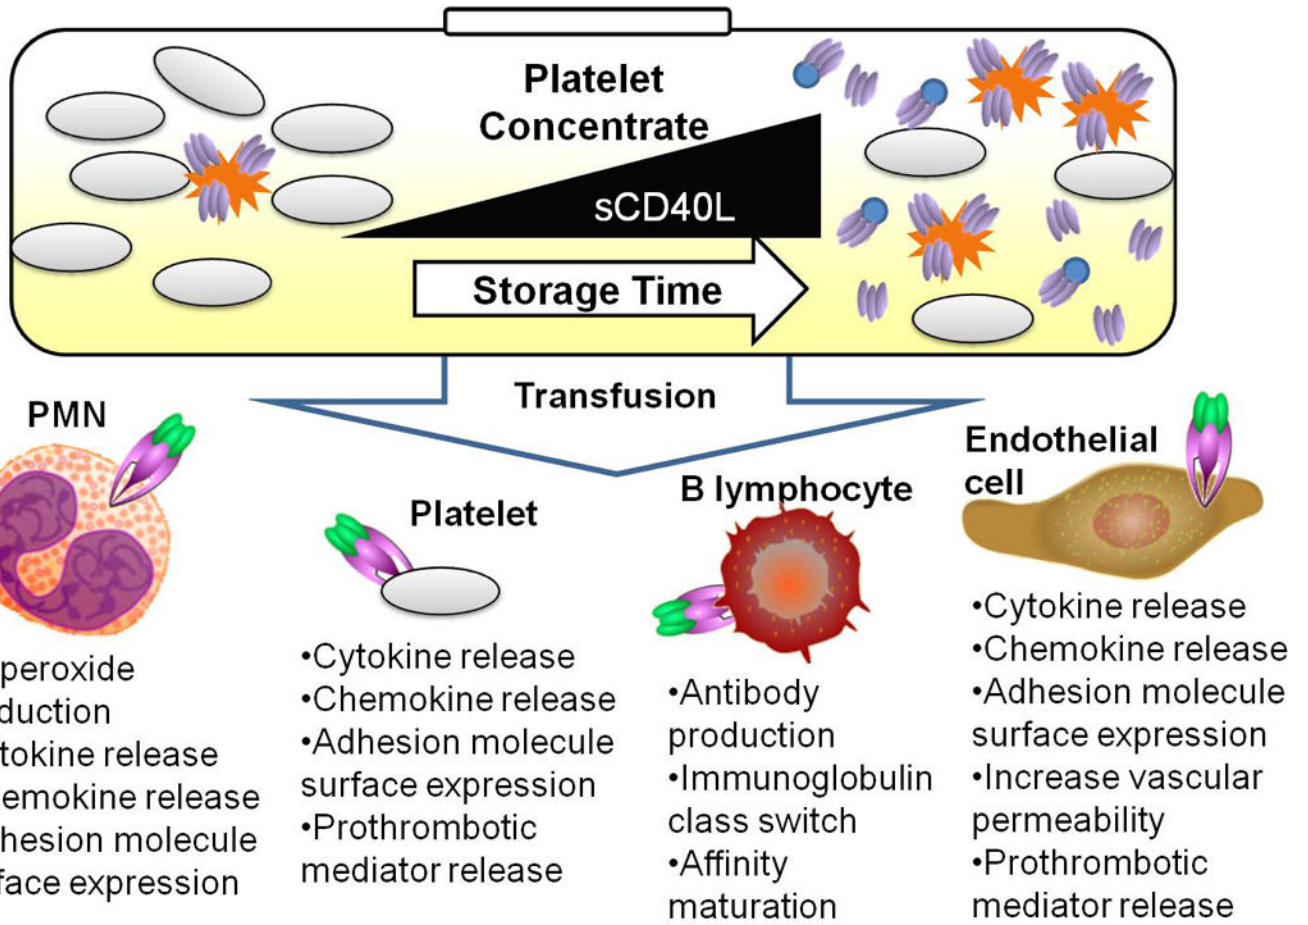 Platelet
Concentrate
sCD40L
Storage Time
Transfusion
PMN
peroxide
duction
tokine release
emokine release
hesion molecule
face expression
Platelet
•Cytokine release
•Chemokine release
•Adhesion molecule
surface expression
•Prothrombotic
mediator release
B lymphocyte
•Antibody
production
•Immunoglobulin
class switch
•Affinity
maturation
Endothelial
cell
•Cytokine release
•Chemokine release
•Adhesion molecule
surface expression
•Increase vascular
permeability
•Prothrombotic
mediator release